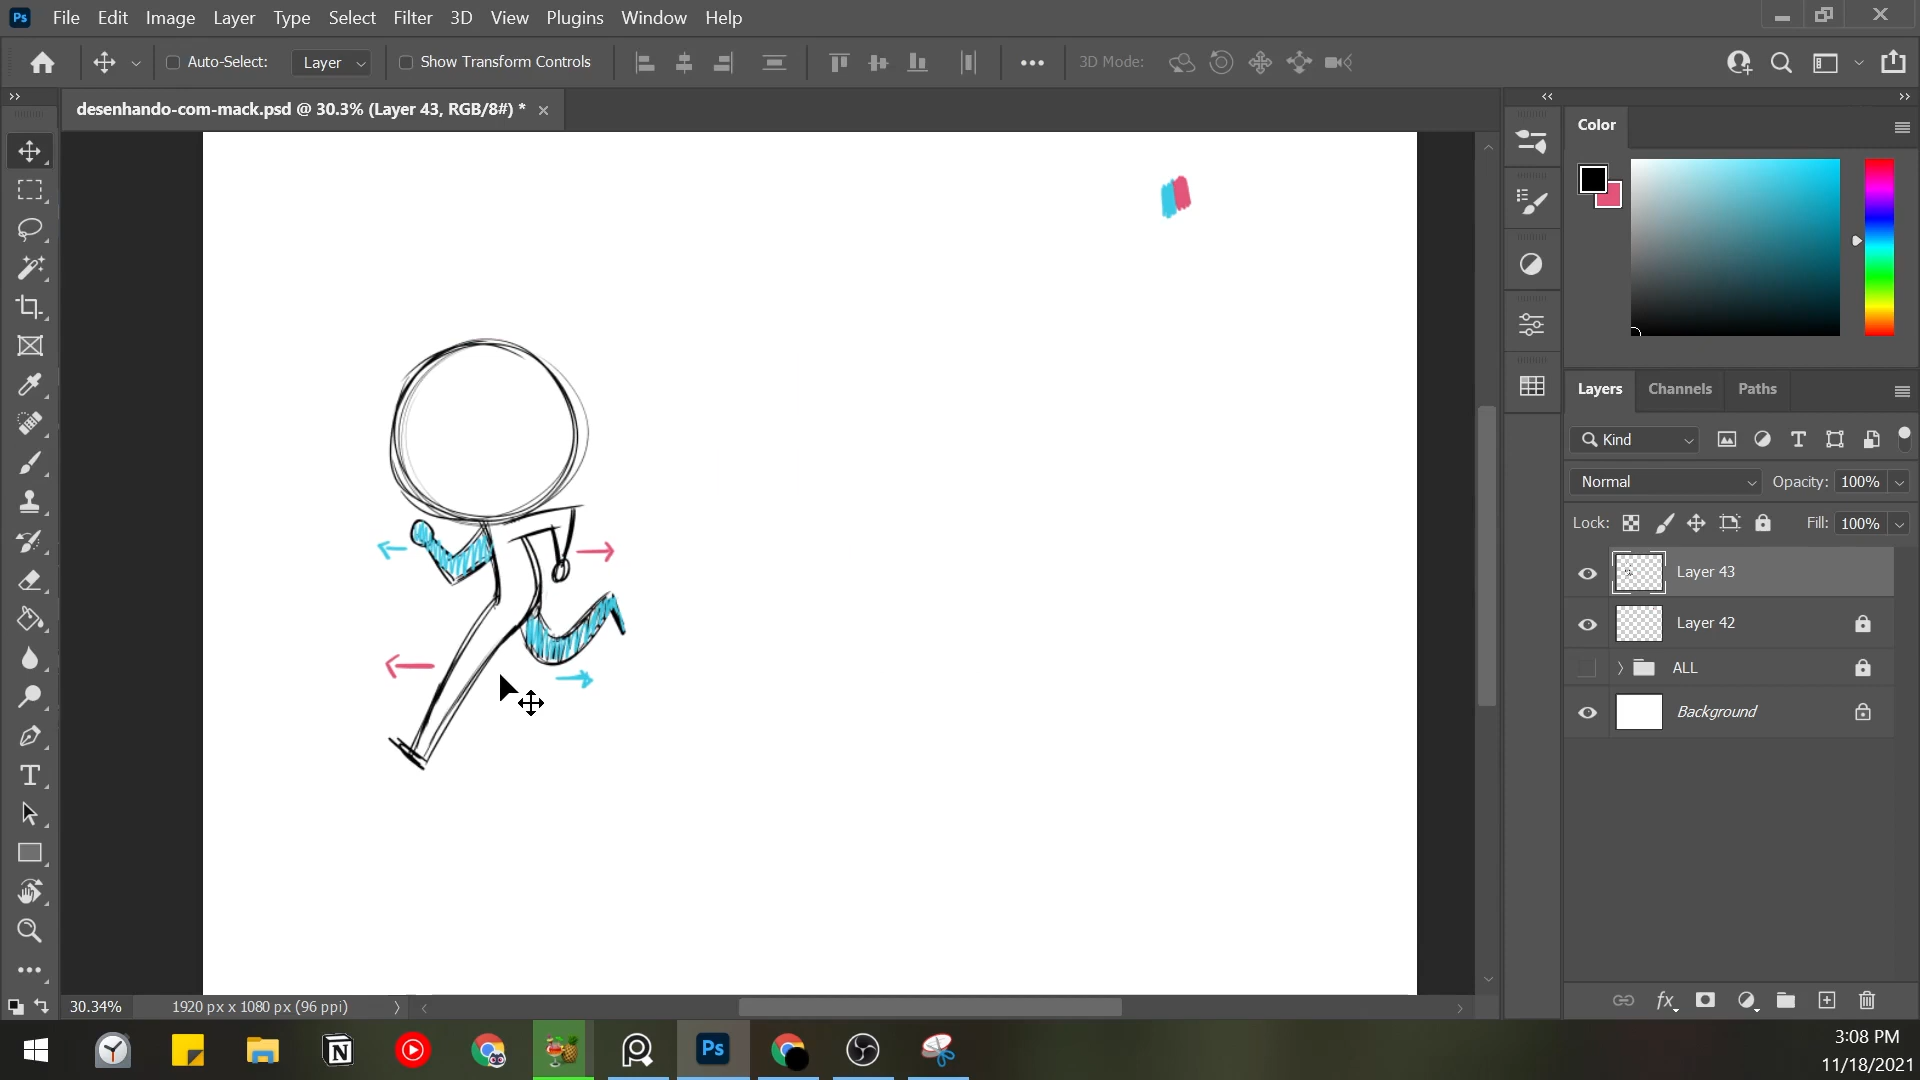 Ps File Edit Image Layer Type Select Filter 3D View Plugins Window Help
Auto-Select: Layer Show Transform Controls 3D Mode:
desenhando-com-mack.psd @ 30.3% (Layer 43, RGB/8#) *
Color
Layers Channels Paths
Kind
Normal Opacity: 100%
Lock: Fill: 100%
Layer 43
Layer 42
ALL
Background
30.34% 1920 px x 1080 px (96 ppi)
Ps
3:08 PM
11/18/2021